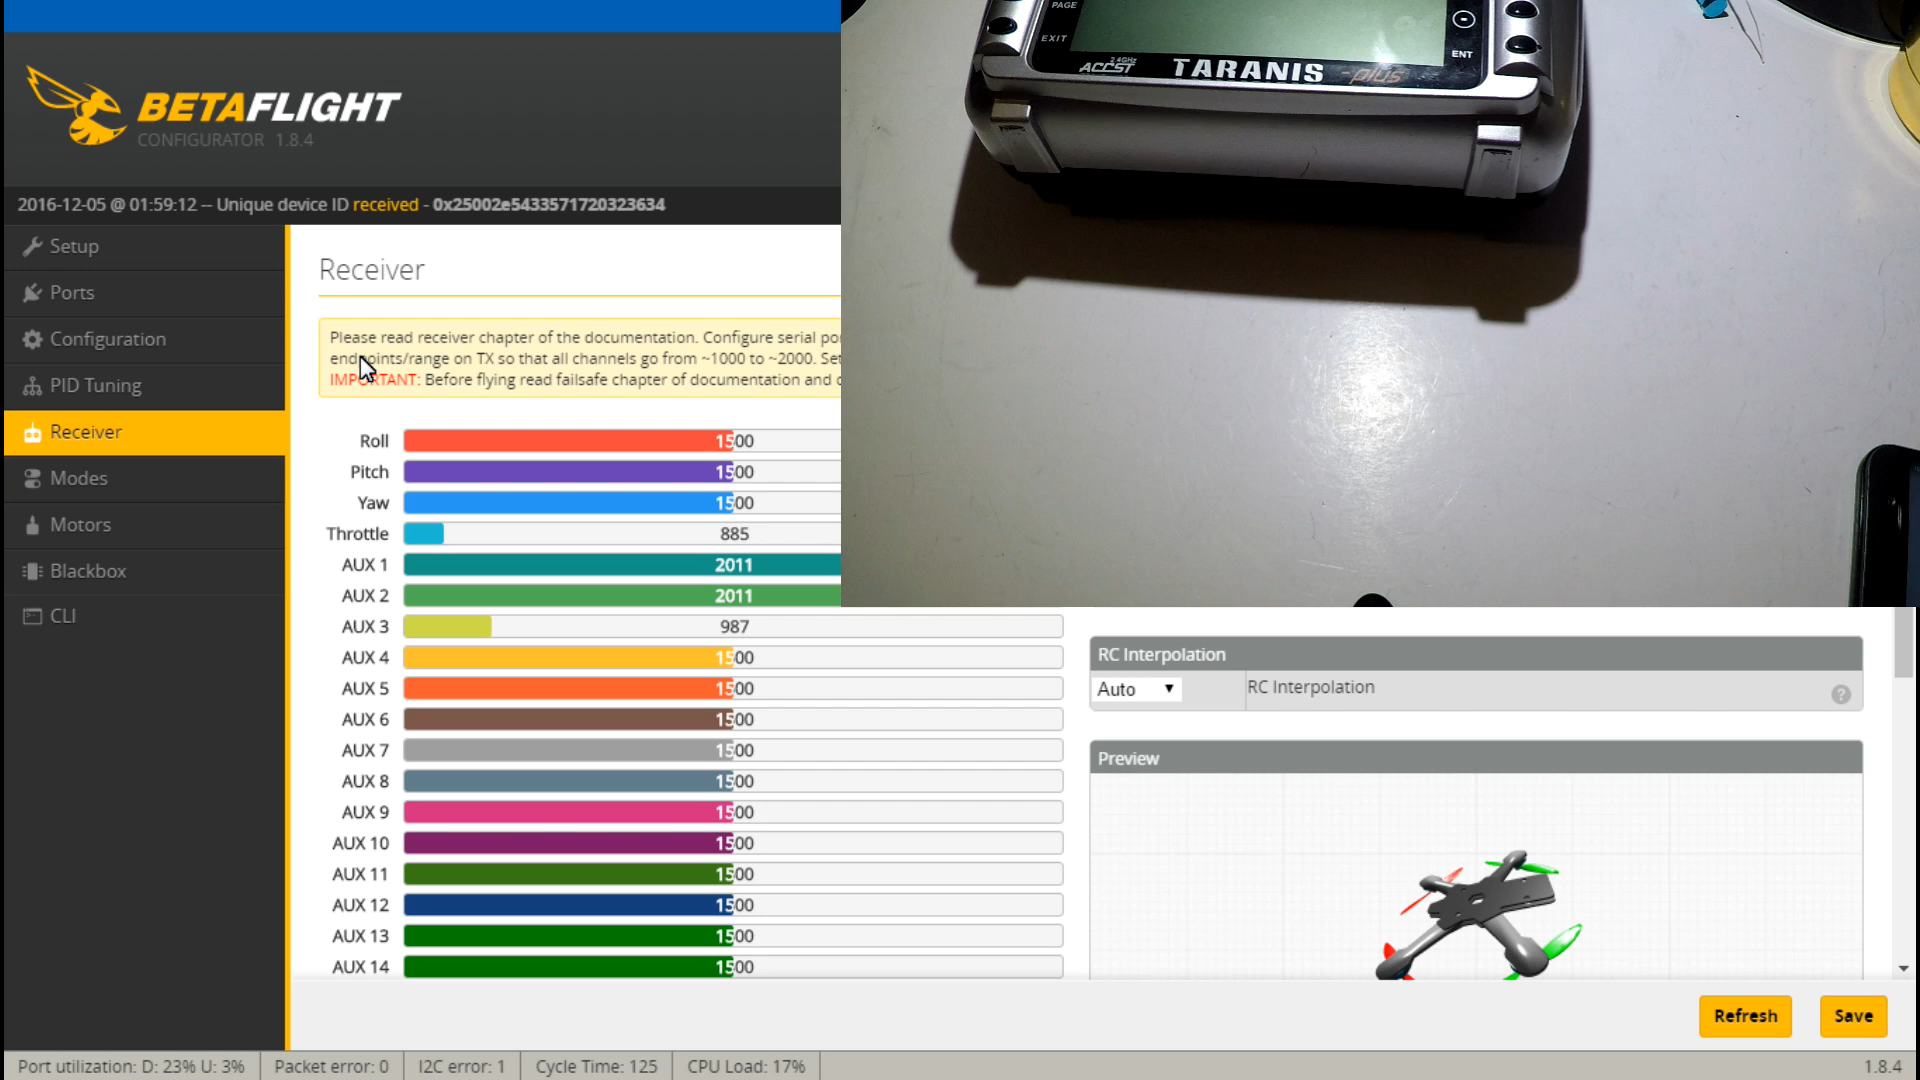 BETAFLIGHT
CONFIGURATOR 1.8.4
2016-12-05 @ 01:59:12 -- Unique device ID received - 0x25002e5433571720323634
Setup
Ports
Configuration
PID Tuning
Receiver
Modes
Motors
Blackbox
CLI
Receiver
Please read receiver chapter of the documentation. Configure serial po
endpoints/range on TX so that all channels go from ~1000 to ~2000. Set
IMPORTANT: Before flying read failsafe chapter of documentation and c
Roll 1500
Pitch 1500
Yaw 1500
Throttle 885
AUX 1 2011
AUX 2 2011
AUX 3 987
AUX 4 1500
AUX 5 1500
AUX 6 1500
AUX 7 1500
AUX 8 1500
AUX 9 1500
AUX 10 1500
AUX 11 1500
AUX 12 1500
AUX 13 1500
AUX 14 1500
PAGE
EXIT
ENT
2.4GHz
ACCST
TARANIS plus
RC Interpolation
Auto
RC Interpolation
?
Preview
Refresh
Save
Port utilization: D: 23% U: 3%
Packet error: 0
I2C error: 1
Cycle Time: 125
CPU Load: 17%
1.8.4